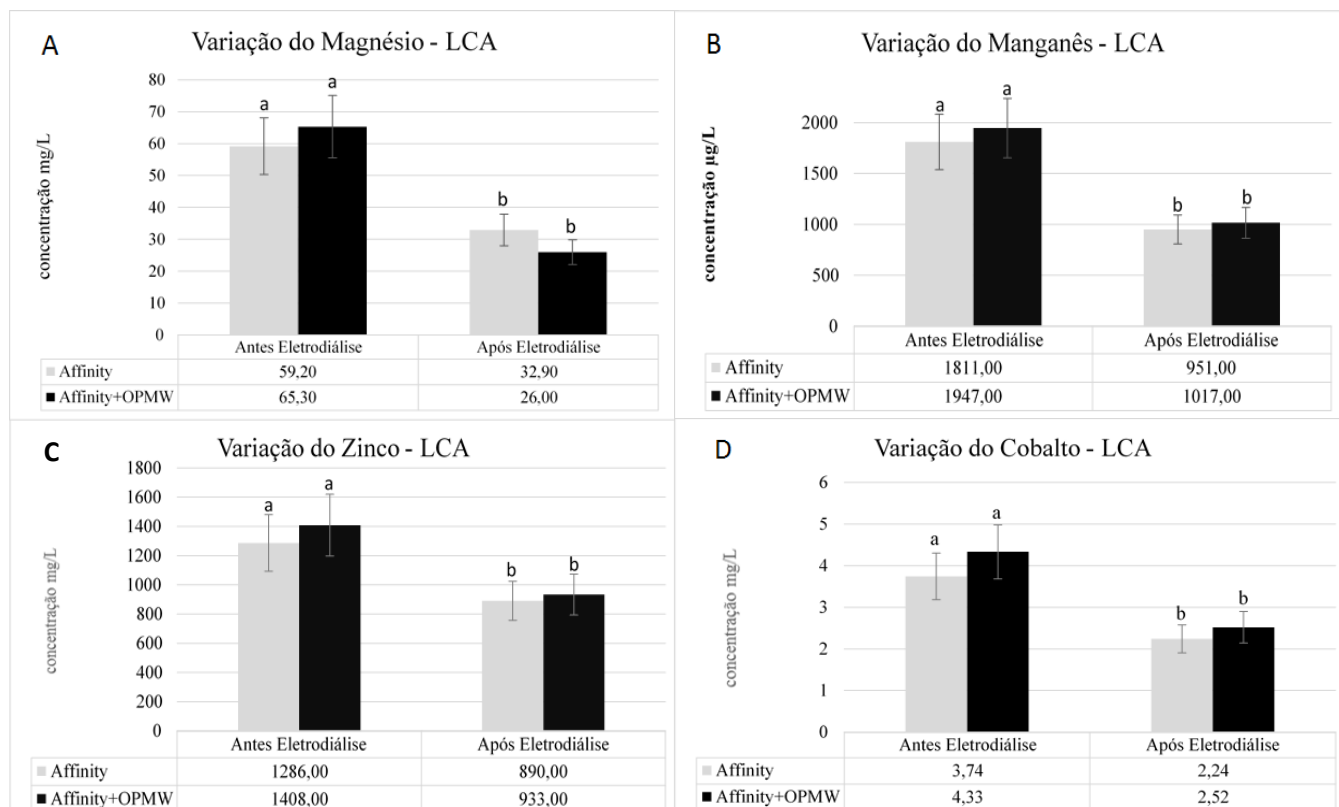 A
Variação do Magnésio - LCA
concentração mg/L
80
70
60
50
40
30
20
10
0
a
a
b
b
Antes Eletrodiálise Após Eletrodiálise
Affinity 59,20 32,90
Affinity+OPMW 65,30 26,00
B
Variação do Manganês - LCA
concentração µg/L
2000
1500
1000
500
0
a
a
b
b
Antes Eletrodiálise Após Eletrodiálise
Affinity 1811,00 951,00
Affinity+OPMW 1947,00 1017,00
C
Variação do Zinco - LCA
concentração mg/L
1800
1600
1400
1200
1000
800
600
400
200
0
a
a
b
b
Antes Eletrodiálise Após Eletrodiálise
Affinity 1286,00 890,00
Affinity+OPMW 1408,00 933,00
D
Variação do Cobalto - LCA
concentração mg/L
6
5
4
3
2
1
0
a
a
b
b
Antes Eletrodiálise Após Eletrodiálise
Affinity 3,74 2,24
Affinity+OPMW 4,33 2,52